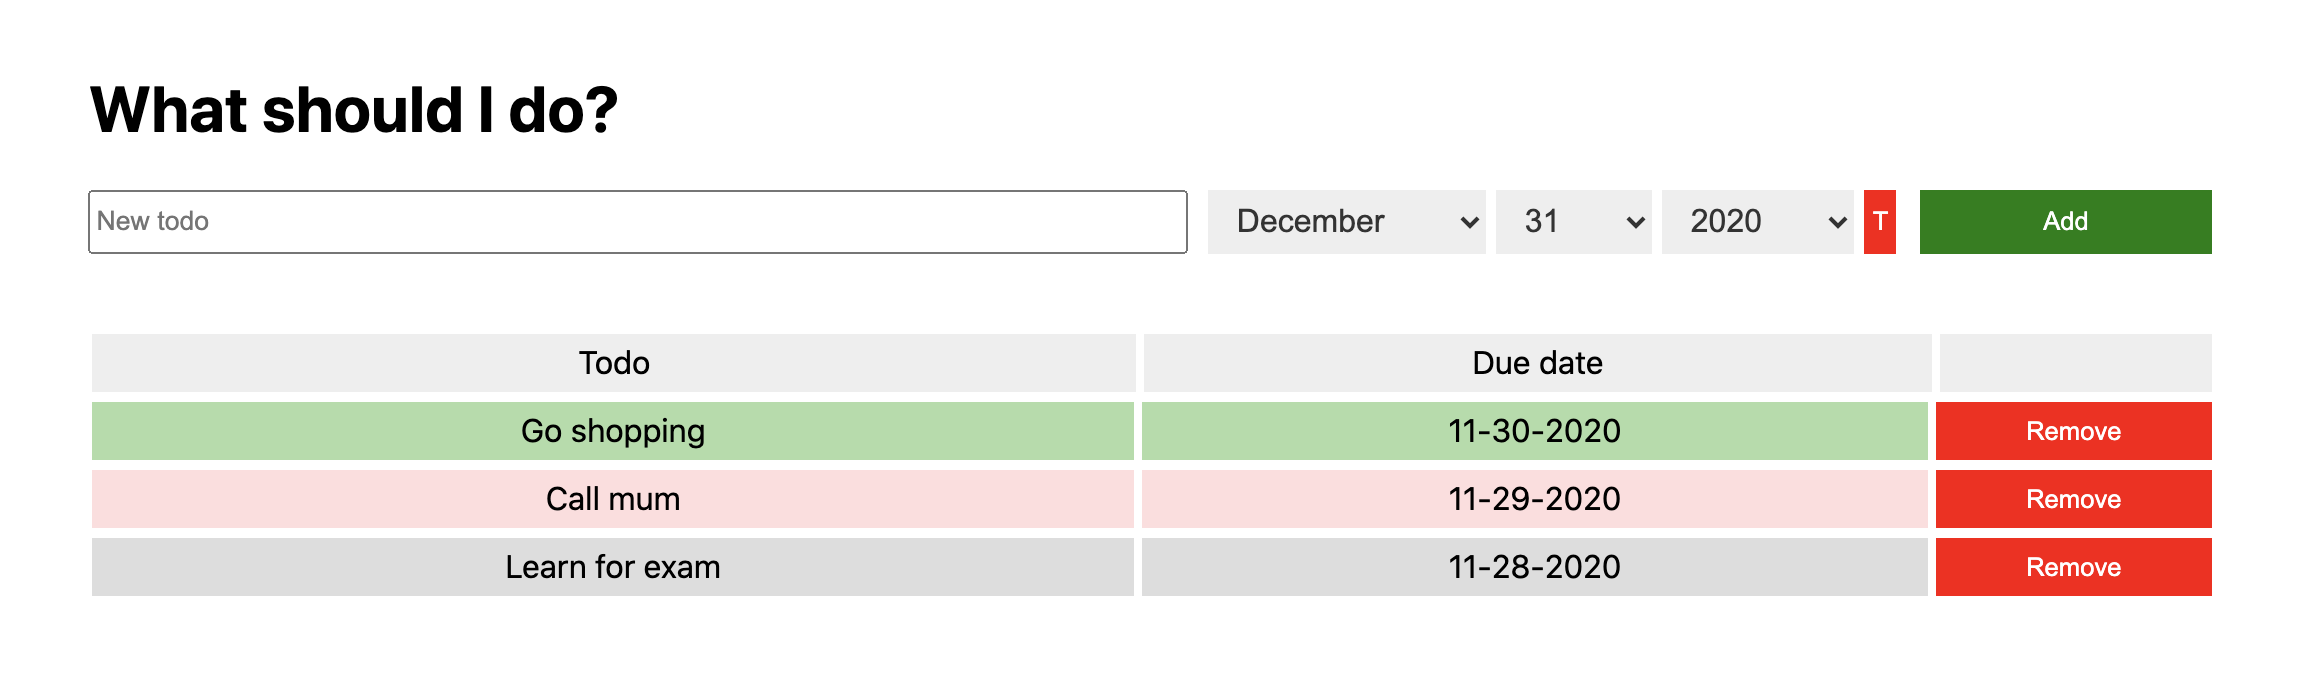 What should I do?
New todo December 31 2020 T Add
Todo Due date
Go shopping 11-30-2020 Remove
Call mum 11-29-2020 Remove
Learn for exam 11-28-2020 Remove